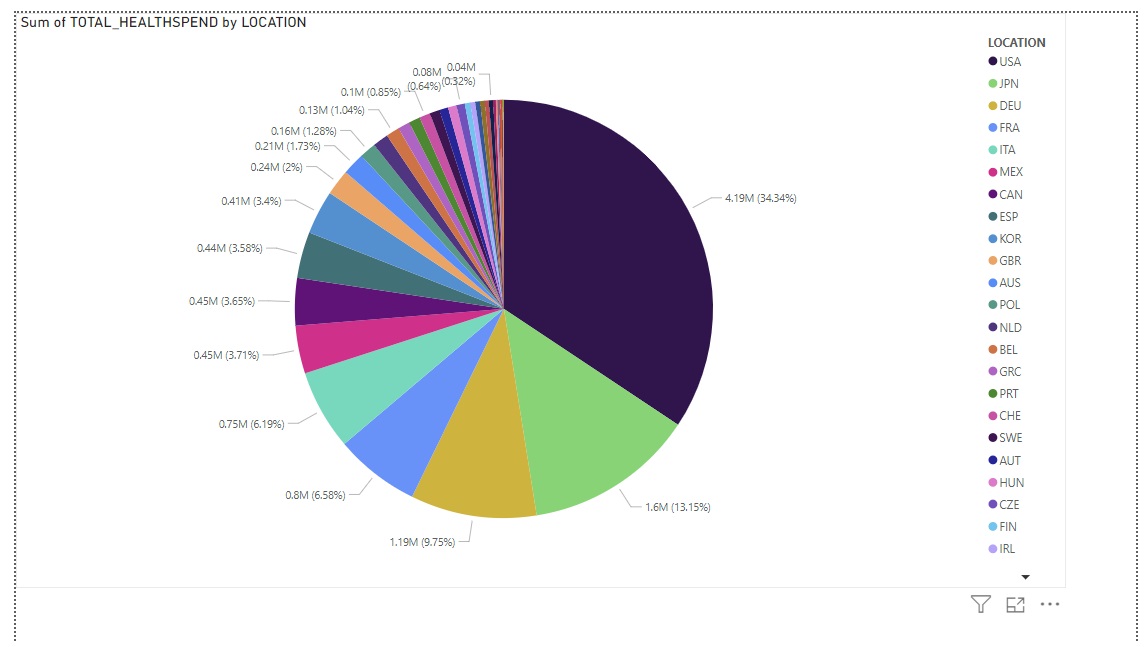 Sum of TOTAL_HEALTHSPEND by LOCATION
LOCATION
USA
JPN
DEU
FRA
ITA
MEX
CAN
ESP
KOR
GBR
AUS
POL
NLD
BEL
GRC
PRT
CHE
SWE
AUT
HUN
CZE
FIN
IRL
4.19M (34.34%)
1.6M (13.15%)
1.19M (9.75%)
0.8M (6.58%)
0.75M (6.19%)
0.45M (3.71%)
0.45M (3.65%)
0.44M (3.58%)
0.41M (3.4%)
0.24M (2%)
0.21M (1.73%)
0.16M (1.28%)
0.13M (1.04%)
0.1M (0.85%)
0.08M
(0.64%)
0.04M
(0.32%)